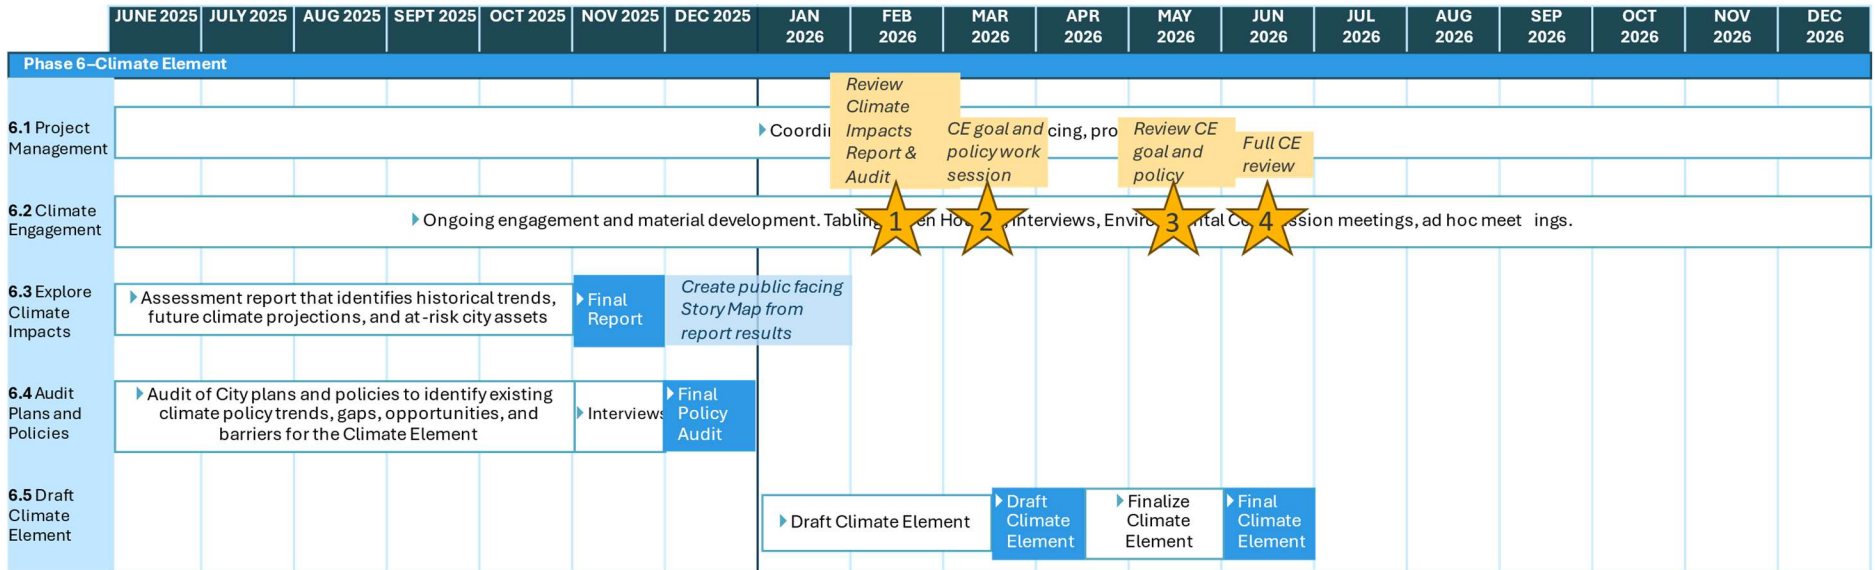 JUNE 2025 JULY 2025 AUG 2025 SEPT 2025 OCT 2025 NOV 2025 DEC 2025 JAN 2026 FEB 2026 MAR 2026 APR 2026 MAY 2026 JUN 2026 JUL 2026 AUG 2026 SEP 2026 OCT 2026 NOV 2026 DEC 2026
Phase 6–Climate Element
6.1 Project
Management
Review
Climate
Impacts
Report &
Audit
CE goal and
policy work
session
Review CE
goal and
policy
Full CE
review
6.2 Climate
Engagement
Ongoing engagement and material development. Tabling
Interviews,
meetings, ad hoc meet ings.
1
2
3
4
6.3 Explore
Climate
Impacts
Assessment report that identifies historical trends,
future climate projections, and at-risk city assets
Final
Report
Create public facing
Story Map from
report results
6.4 Audit
Plans and
Policies
Audit of City plans and policies to identify existing
climate policy trends, gaps, opportunities, and
barriers for the Climate Element
Interviews
Final
Policy
Audit
6.5 Draft
Climate
Element
Draft Climate Element
Draft
Climate
Element
Finalize
Climate
Element
Final
Climate
Element